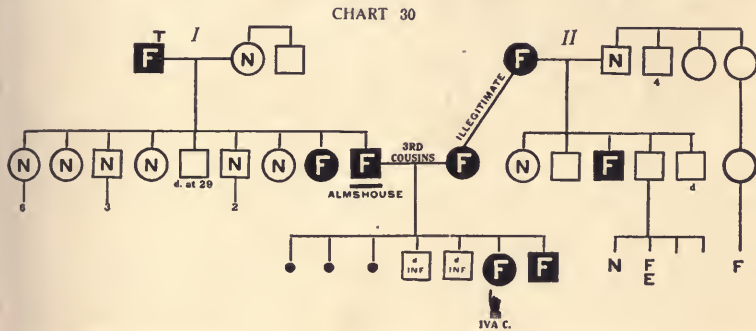 CHART 30
T I II
F N F N
4
ILLEGITIMATE
N N N N N N F F 3RD COUSINS F N F d
d. at 29
6 3 2 ALMSHOUSE
d INF d INF F F N F E F
IVA C.